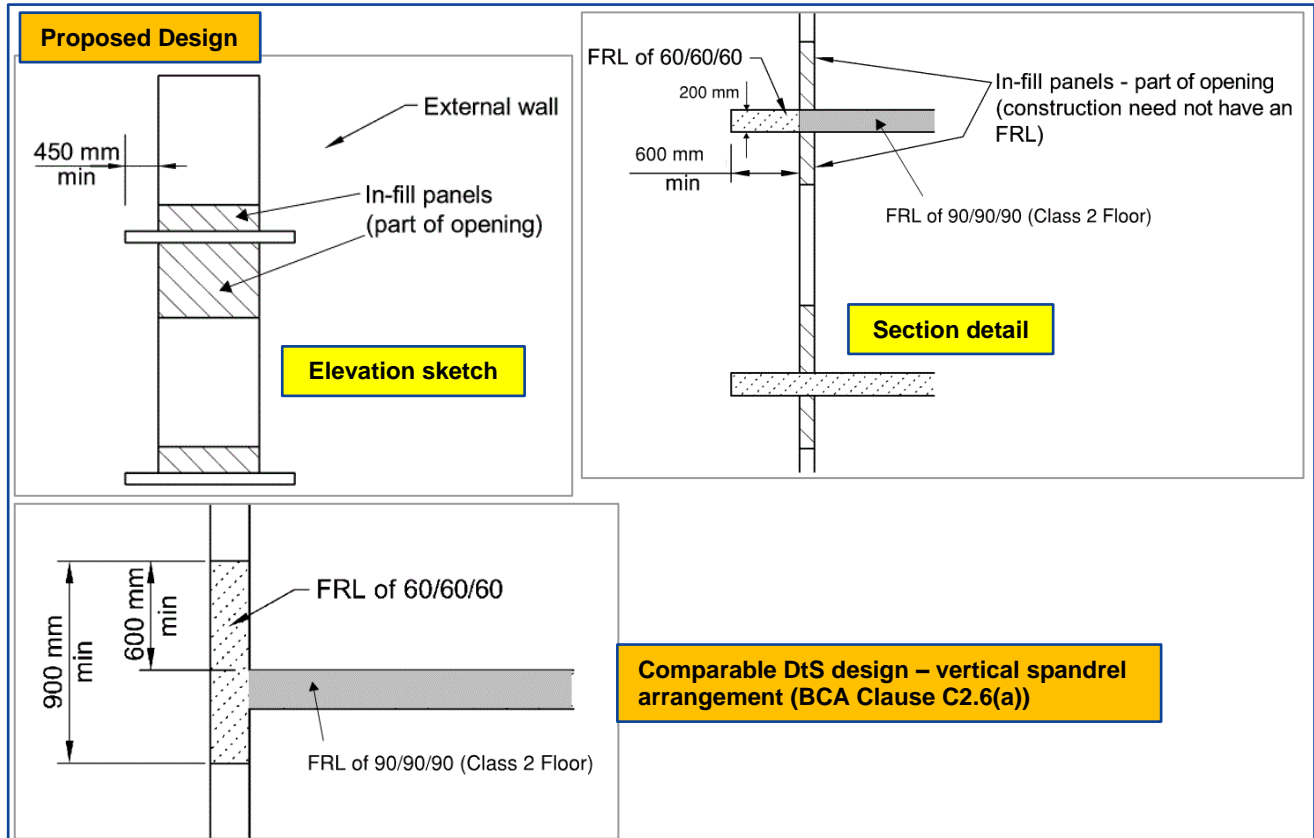 Proposed Design
450 mm
min
External wall
In-fill panels
(part of opening)
Elevation sketch
FRL of 60/60/60
200 mm
600 mm
min
In-fill panels - part of opening
(construction need not have an
FRL)
FRL of 90/90/90 (Class 2 Floor)
Section detail
900 mm
min
600 mm
min
FRL of 60/60/60
FRL of 90/90/90 (Class 2 Floor)
Comparable DtS design – vertical spandrel
arrangement (BCA Clause C2.6(a))